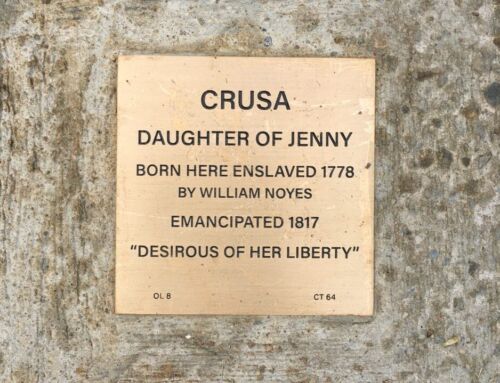 CRUSA
DAUGHTER OF JENNY
BORN HERE ENSLAVED 1778
BY WILLIAM NOYES
EMANCIPATED 1817
"DESIROUS OF HER LIBERTY"
OL 8 CT 64